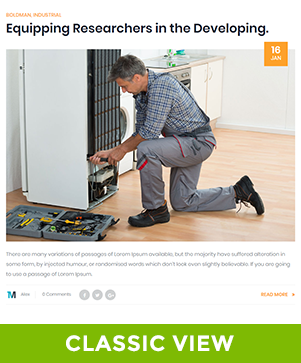 BOLDMAN, INDUSTRIAL
Equipping Researchers in the Developing.
16
JAN
There are many variations of passages of Lorem Ipsum available, but the majority have suffered alteration in
some form, by injected humour, or randomised words which don't look even slightly believable. If you are going
to use a passage of Lorem Ipsum.
0 Comments
READ MORE
CLASSIC VIEW